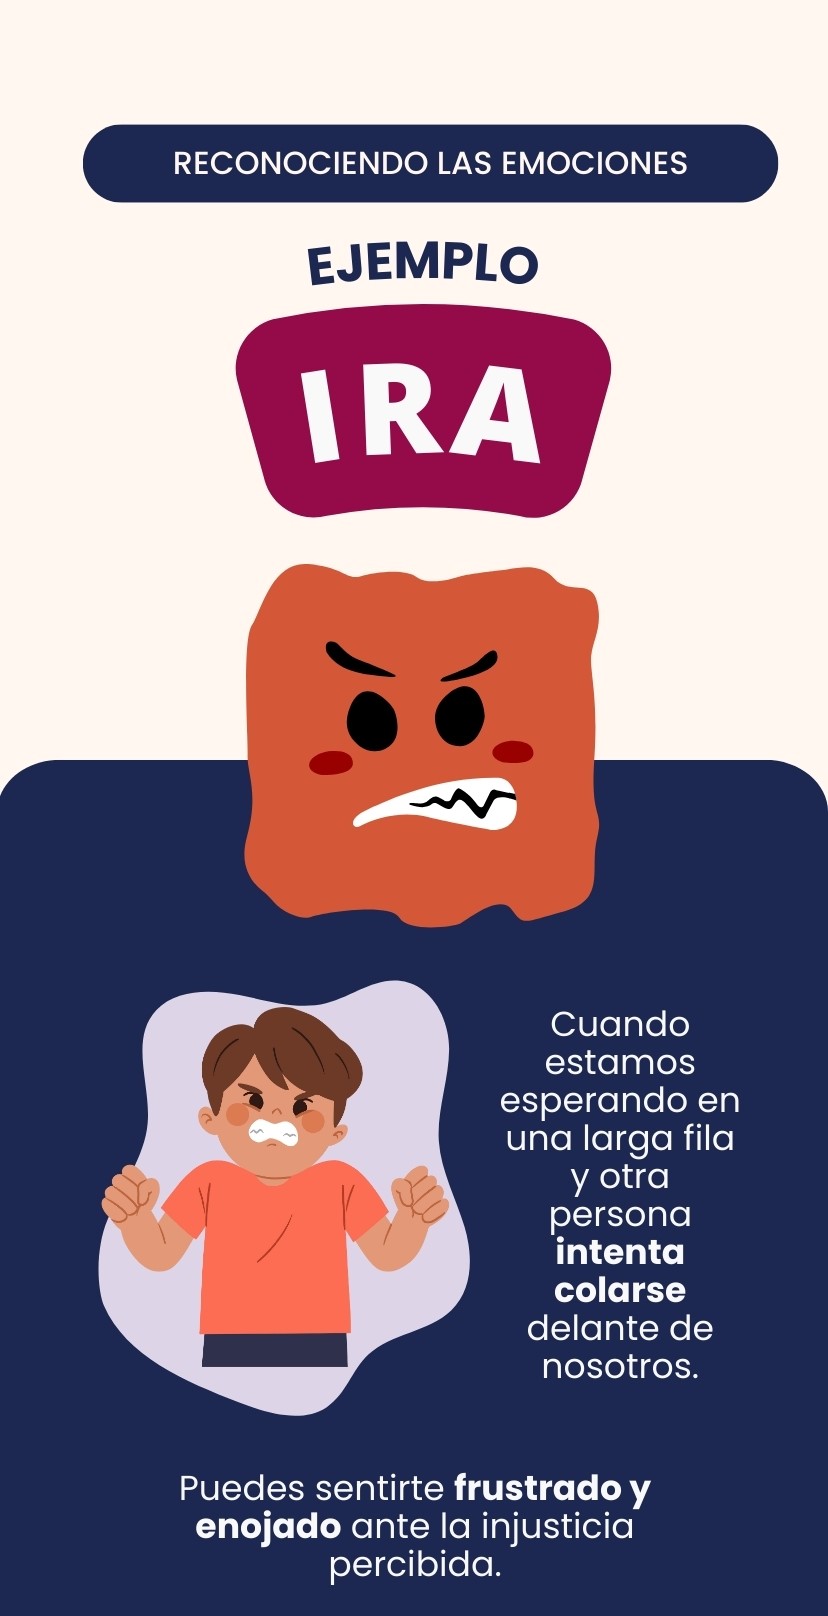 RECONOCIENDO LAS EMOCIONES
EJEMPLO
IRA
Cuando
estamos
esperando en
una larga fila
y otra
persona
intenta
colarse
delante de
nosotros.
Puedes sentirte frustrado y
enojado ante la injusticia
percibida.